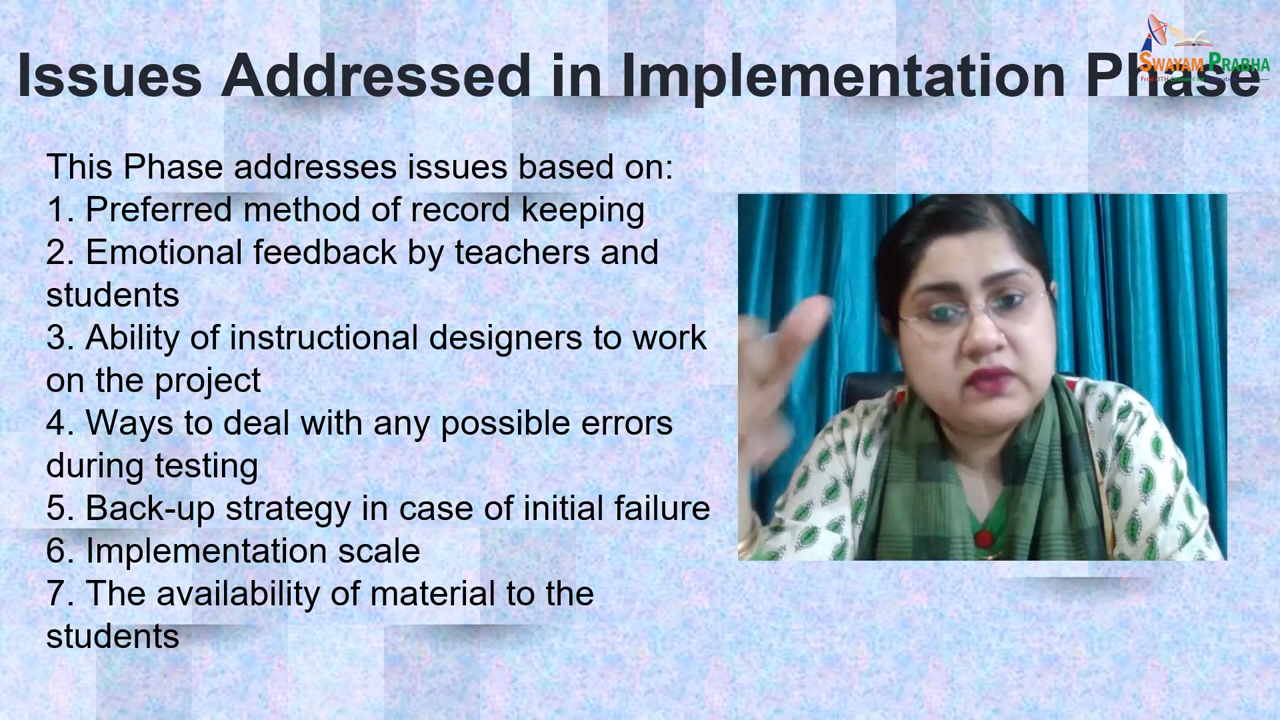 Issues Addressed in Implementation Phase
SWAYAM PRABHA
This Phase addresses issues based on:
1. Preferred method of record keeping
2. Emotional feedback by teachers and
students
3. Ability of instructional designers to work
on the project
4. Ways to deal with any possible errors
during testing
5. Back-up strategy in case of initial failure
6. Implementation scale
7. The availability of material to the
students